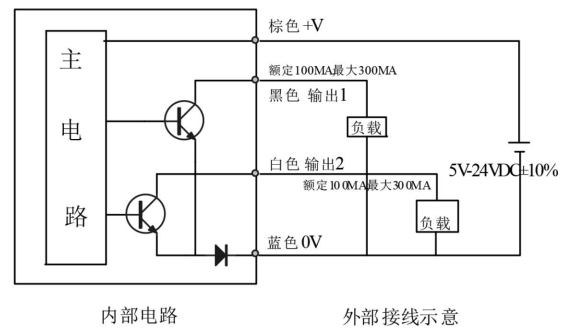 棕色+V
主
电
路
额定100MA最大300MA
黑色 输出1
负载
白色 输出2
5V-24VDC±10%
额定100MA最大300MA
负载
蓝色 0V
内部电路
外部接线示意